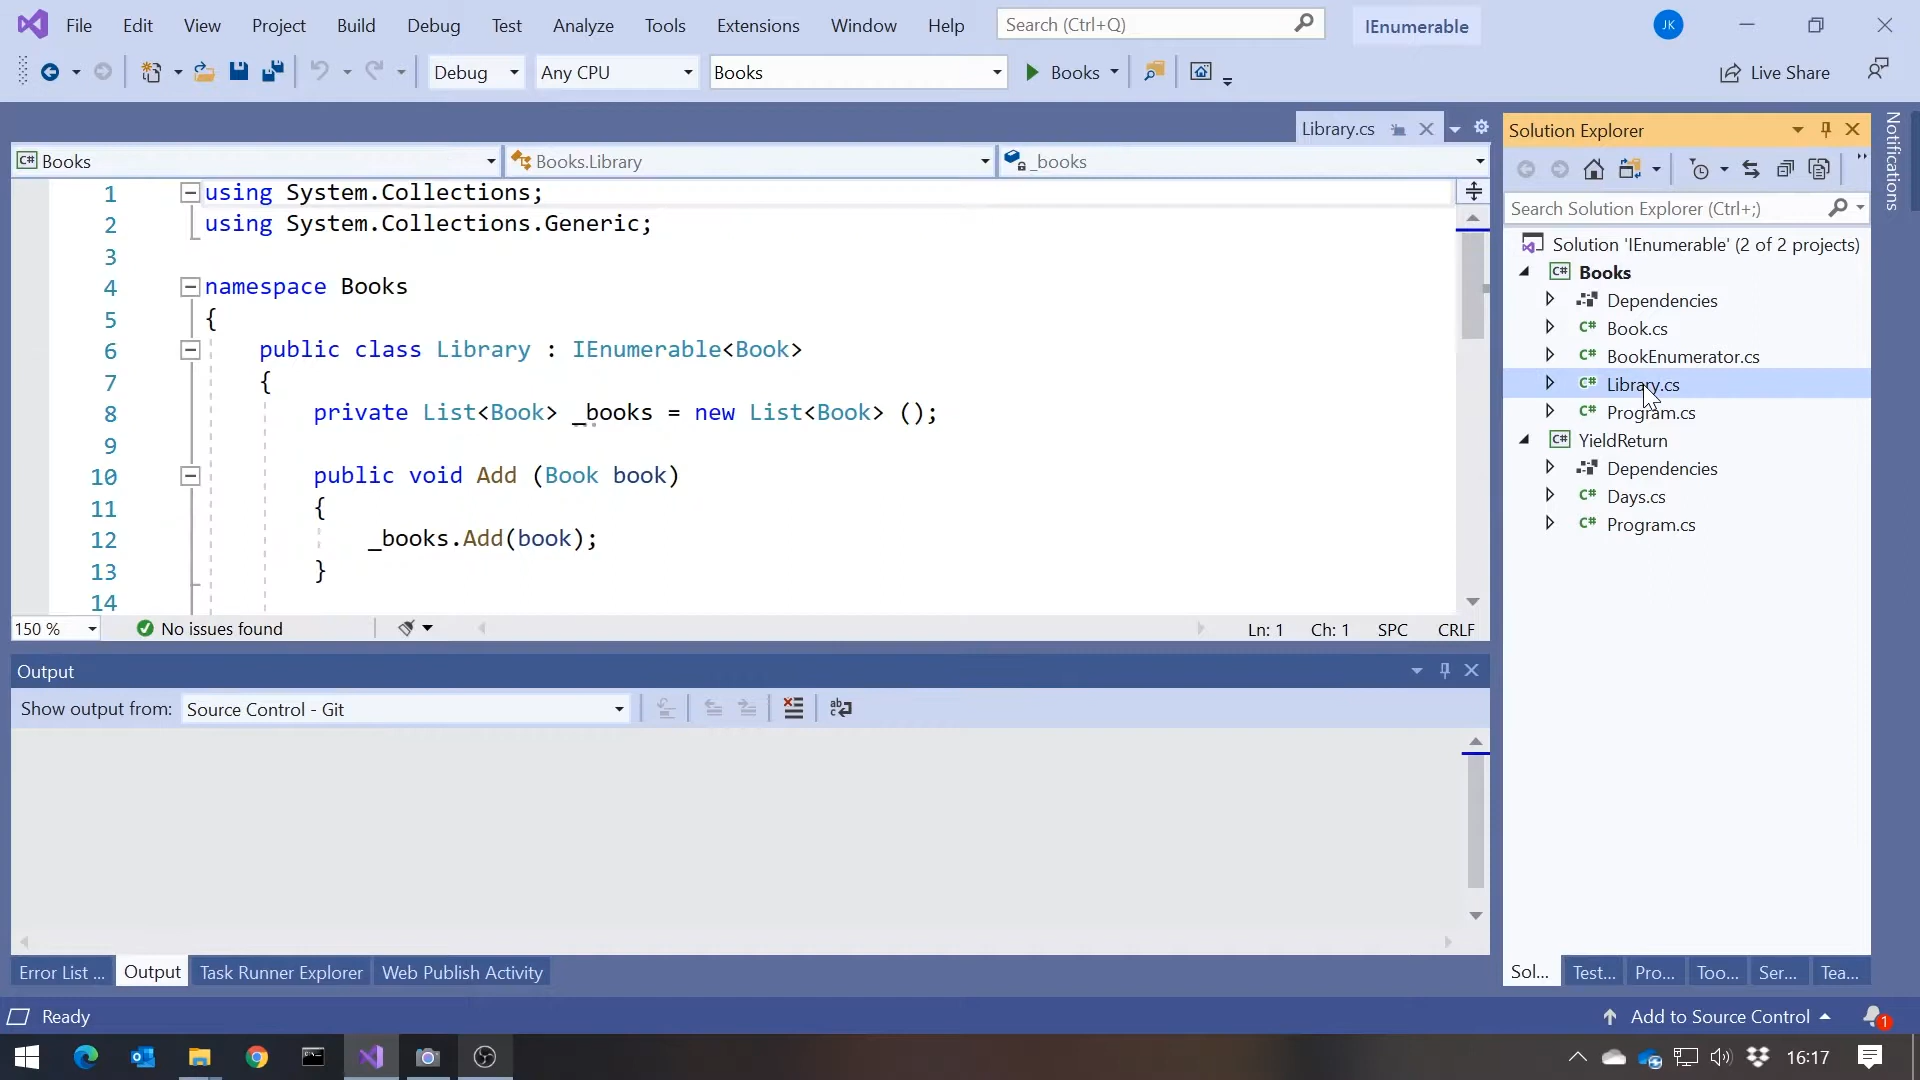 File Edit View Project Build Debug Test Analyze Tools Extensions Window Help Search (Ctrl+Q) IEnumerable JK
Debug Any CPU Books Books Live Share
Library.cs
C# Books Books.Library _books
1 using System.Collections;
2 using System.Collections.Generic;
3
4 namespace Books
5 {
6 public class Library : IEnumerable<Book>
7 {
8 private List<Book> _books = new List<Book> ();
9
10 public void Add (Book book)
11 {
12 _books.Add(book);
13 }
14
150 % No issues found Ln: 1 Ch: 1 SPC CRLF
Output
Show output from: Source Control - Git
Error List ... Output Task Runner Explorer Web Publish Activity
Solution Explorer
Search Solution Explorer (Ctrl+;)
Solution 'IEnumerable' (2 of 2 projects)
C# Books
Dependencies
C# Book.cs
C# BookEnumerator.cs
C# Library.cs
C# Program.cs
C# YieldReturn
Dependencies
C# Days.cs
C# Program.cs
Sol... Test... Pro... Too... Ser... Tea...
Notifications
Ready Add to Source Control 1
16:17